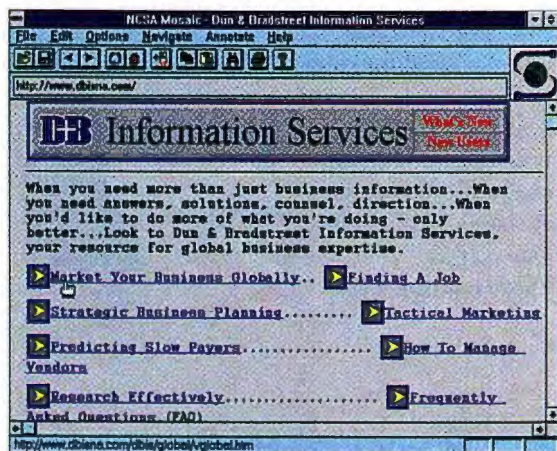 NCSA Mosaic - Dun & Bradstreet Information Services
File Edit Options Navigate Annotate Help
http://www.dbisna.com/
D&B Information Services What's New
New Users
When you need more than just business information...When
you need answers, solutions, counsel, direction...When
you'd like to do more of what you're doing - only
better...Look to Dun & Bradstreet Information Services,
your resource for global business expertise.
Market Your Business Globally.. Finding A Job
Strategic Business Planning......... Tactical Marketing
Predicting Slow Payers............... How To Manage
Vendors
Research Effectively.................. Frequently
Asked Questions (FAQ)
http://www.dbisna.com/dbis/global/vglobal.htm